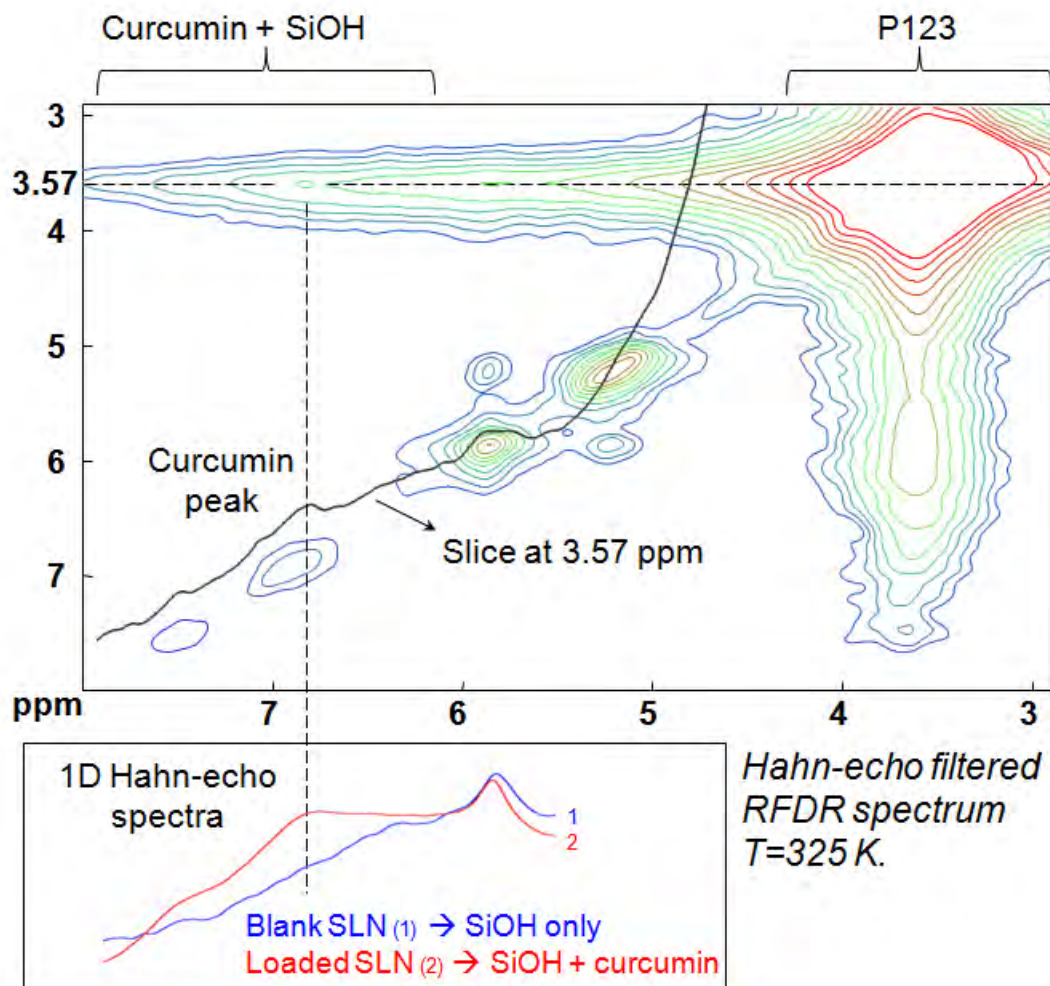 Curcumin + SiOH
P123
3
3.57
4
5
6
7
Curcumin
peak
Slice at 3.57 ppm
ppm
7
6
5
4
3
1D Hahn-echo
spectra
1
2
Blank SLN (1) → SiOH only
Loaded SLN (2) → SiOH + curcumin
Hahn-echo filtered
RFDR spectrum
T=325 K.